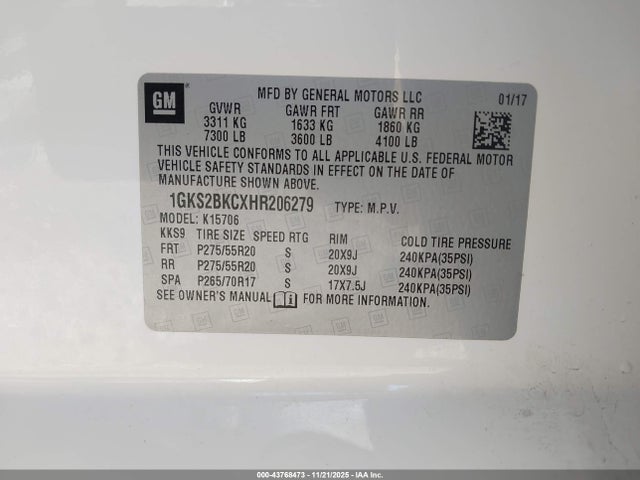 GM
MFD BY GENERAL MOTORS LLC 01/17
GVWR GAWR FRT GAWR RR
3311 KG 1633 KG 1860 KG
7300 LB 3600 LB 4100 LB
THIS VEHICLE CONFORMS TO ALL APPLICABLE U.S. FEDERAL MOTOR
VEHICLE SAFETY STANDARDS IN EFFECT ON THE DATE OF
MANUFACTURE SHOWN ABOVE.
1GKS2BKCXHR206279 TYPE: M.P.V.
MODEL: K15706
KKS9 TIRE SIZE SPEED RTG RIM COLD TIRE PRESSURE
FRT P275/55R20 S 20X9J 240KPA(35PSI)
RR P275/55R20 S 20X9J 240KPA(35PSI)
SPA P265/70R17 S 17X7.5J 240KPA(35PSI)
SEE OWNER'S MANUAL FOR MORE INFORMATION.
000-43768473 - 11/21/2025 - IAAI.COM